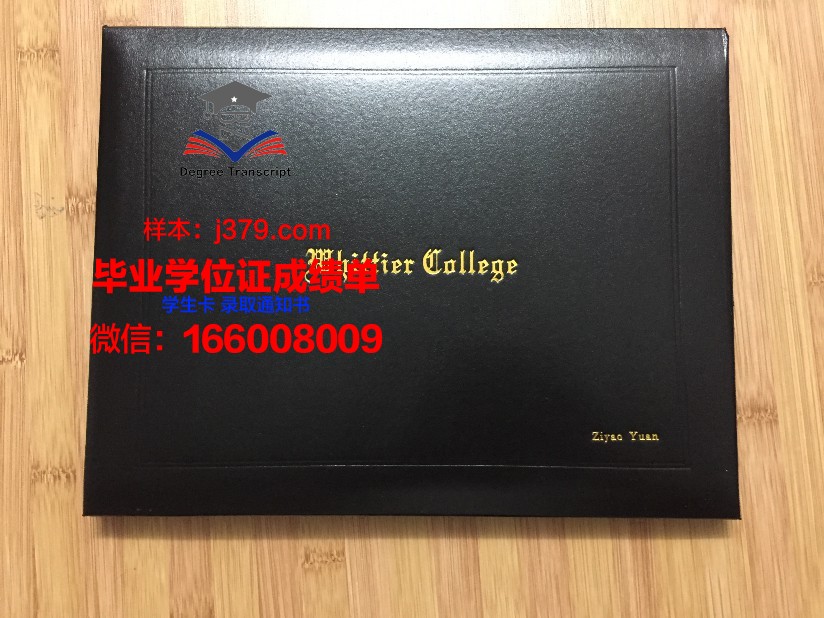 Degree Transcript
样本：j379.com
Whittier College
毕业学位证成绩单
学生卡 录取通知书
微信：166008009
Ziyao Yuan